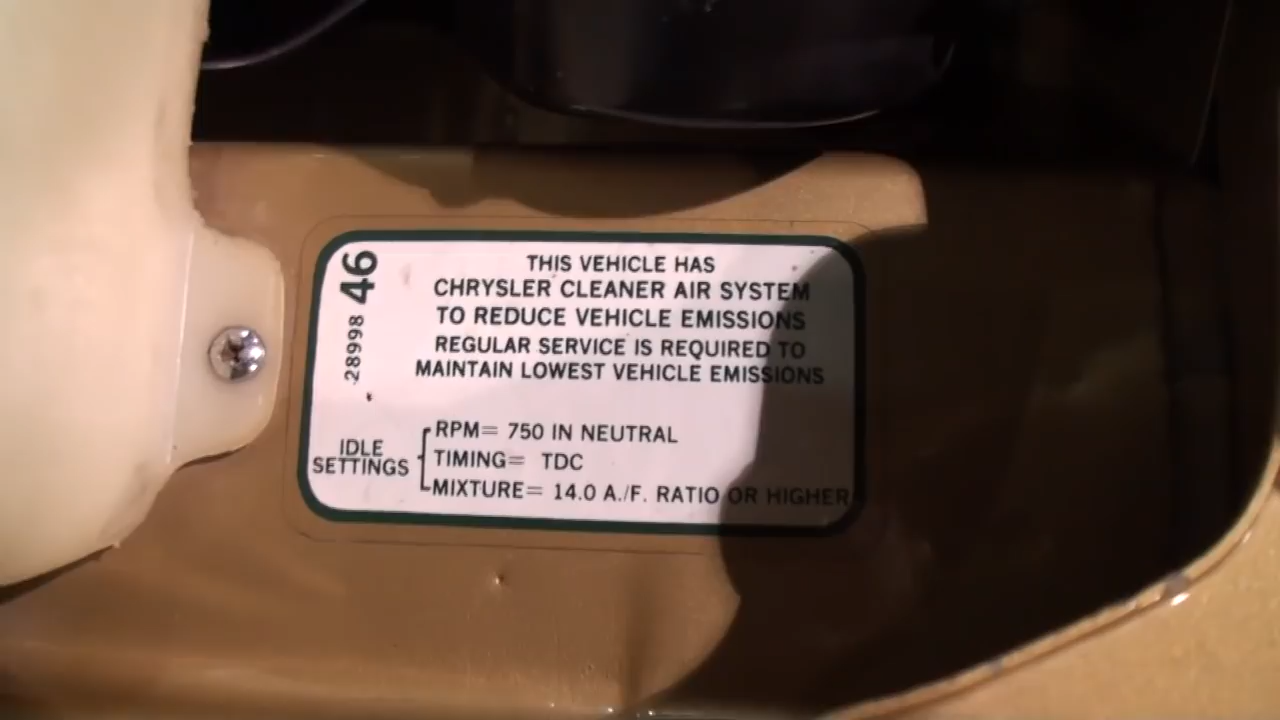 THIS VEHICLE HAS
CHRYSLER CLEANER AIR SYSTEM
TO REDUCE VEHICLE EMISSIONS
REGULAR SERVICE IS REQUIRED TO
MAINTAIN LOWEST VEHICLE EMISSIONS
28998 46
IDLE
SETTINGS
RPM= 750 IN NEUTRAL
TIMING= TDC
MIXTURE= 14.0 A./F. RATIO OR HIGHER